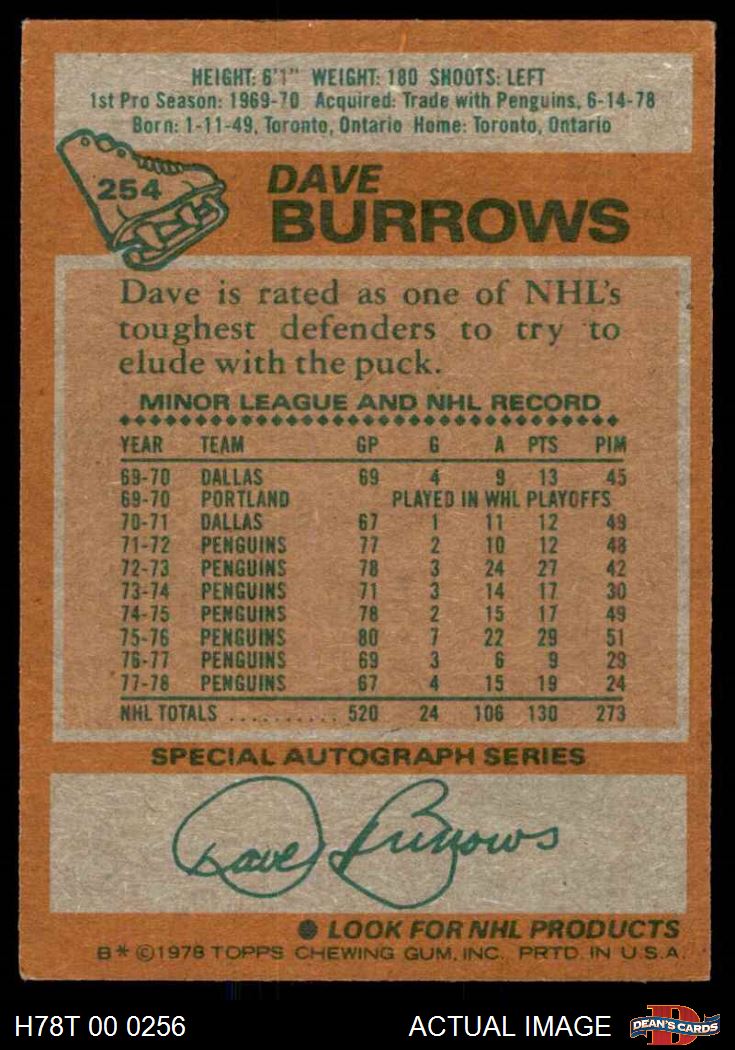 HEIGHT: 6'1" WEIGHT: 180 SHOOTS: LEFT
1st Pro Season: 1969-70 Acquired: Trade with Penguins, 6-14-78
Born: 1-11-49, Toronto, Ontario Home: Toronto, Ontario
254
DAVE
BURROWS
Dave is rated as one of NHL's
toughest defenders to try to
elude with the puck.
MINOR LEAGUE AND NHL RECORD
YEAR TEAM GP G A PTS PIM
69-70 DALLAS 69 4 9 13 45
69-70 PORTLAND PLAYED IN WHL PLAYOFFS
70-71 DALLAS 67 1 11 12 49
71-72 PENGUINS 77 2 10 12 48
72-73 PENGUINS 78 3 24 27 42
73-74 PENGUINS 71 3 14 17 30
74-75 PENGUINS 78 2 15 17 49
75-76 PENGUINS 80 7 22 29 51
76-77 PENGUINS 69 3 6 9 29
77-78 PENGUINS 67 4 15 19 24
NHL TOTALS .......... 520 24 106 130 273
SPECIAL AUTOGRAPH SERIES
Dave Burrows
● LOOK FOR NHL PRODUCTS
B* ©1978 TOPPS CHEWING GUM, INC. PRTD. IN U.S.A.
H78T 00 0256 ACTUAL IMAGE D DEAN'S CARDS